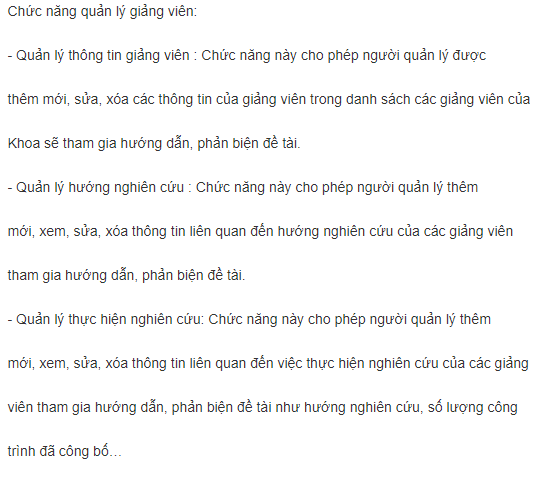 Chức năng quản lý giảng viên:
- Quản lý thông tin giảng viên : Chức năng này cho phép người quản lý được
thêm mới, sửa, xóa các thông tin của giảng viên trong danh sách các giảng viên của
Khoa sẽ tham gia hướng dẫn, phản biện đề tài.
- Quản lý hướng nghiên cứu : Chức năng này cho phép người quản lý thêm
mới, xem, sửa, xóa thông tin liên quan đến hướng nghiên cứu của các giảng viên
tham gia hướng dẫn, phản biện đề tài.
- Quản lý thực hiện nghiên cứu: Chức năng này cho phép người quản lý thêm
mới, xem, sửa, xóa thông tin liên quan đến việc thực hiện nghiên cứu của các giảng
viên tham gia hướng dẫn, phản biện đề tài như hướng nghiên cứu, số lượng công
trình đã công bố…